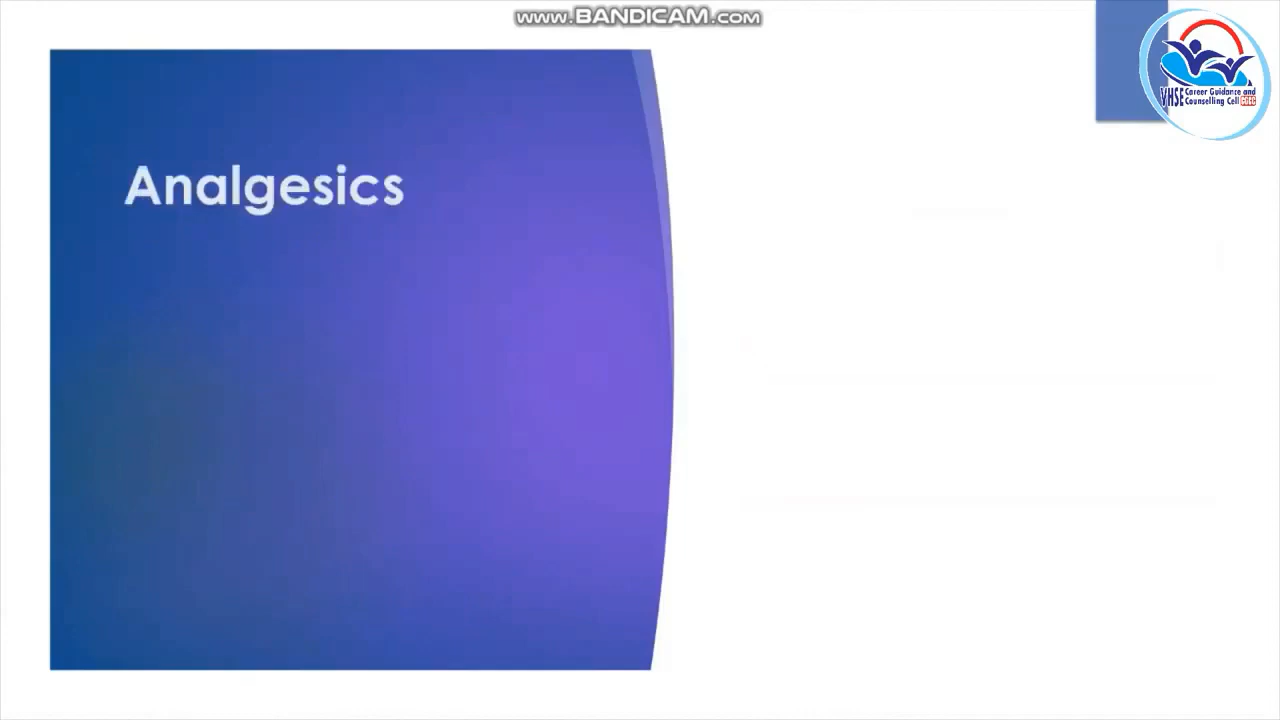 www.BANDICAM.com
VHSE Career Guidance and
Counselling Cell
Analgesics